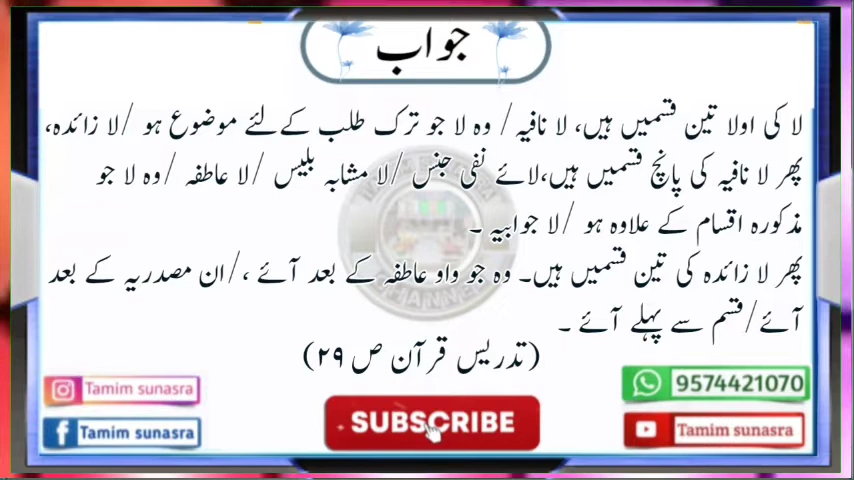 جواب
لا کی اولا تین قسمیں ہیں، لا نافیہ/ وہ لا جو ترک طلب کے لئے موضوع ہو /لا زائدہ،
پھر لا نافیہ کی پانچ قسمیں ہیں،لائے نفی جنس /لا مشابہ بلیس /لا عاطفہ /وہ لا جو
مذکورہ اقسام کے علاوہ ہو /لا جوابیہ ۔
پھر لا زائدہ کی تین قسمیں ہیں۔ وہ جو واو عاطفہ کے بعد آئے ،/ان مصدریہ کے بعد
آئے/قسم سے پہلے آئے ۔
(تدریس قرآن ص ۲۹)
Tamim sunasra
9574421070
Tamim sunasra
SUBSCRIBE
Tamim sunasra